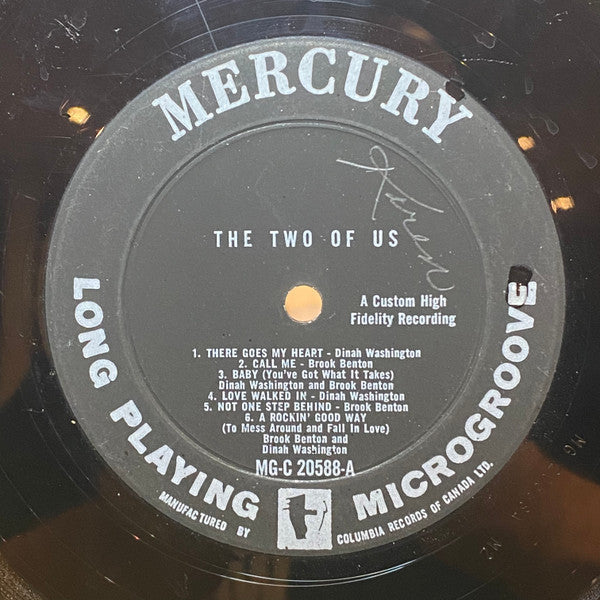 MERCURY
Karen
THE TWO OF US
A Custom High
Fidelity Recording
1. THERE GOES MY HEART - Dinah Washington
2. CALL ME - Brook Benton
3. BABY (You've Got What It Takes)
Dinah Washington and Brook Benton
4. LOVE WALKED IN - Dinah Washington
5. NOT ONE STEP BEHIND - Brook Benton
6. A ROCKIN' GOOD WAY
(To Mess Around and Fall In Love)
Brook Benton and
Dinah Washington
MG-C 20588-A
LONG PLAYING MICROGROOVE
MANUFACTURED BY COLUMBIA RECORDS OF CANADA LTD.